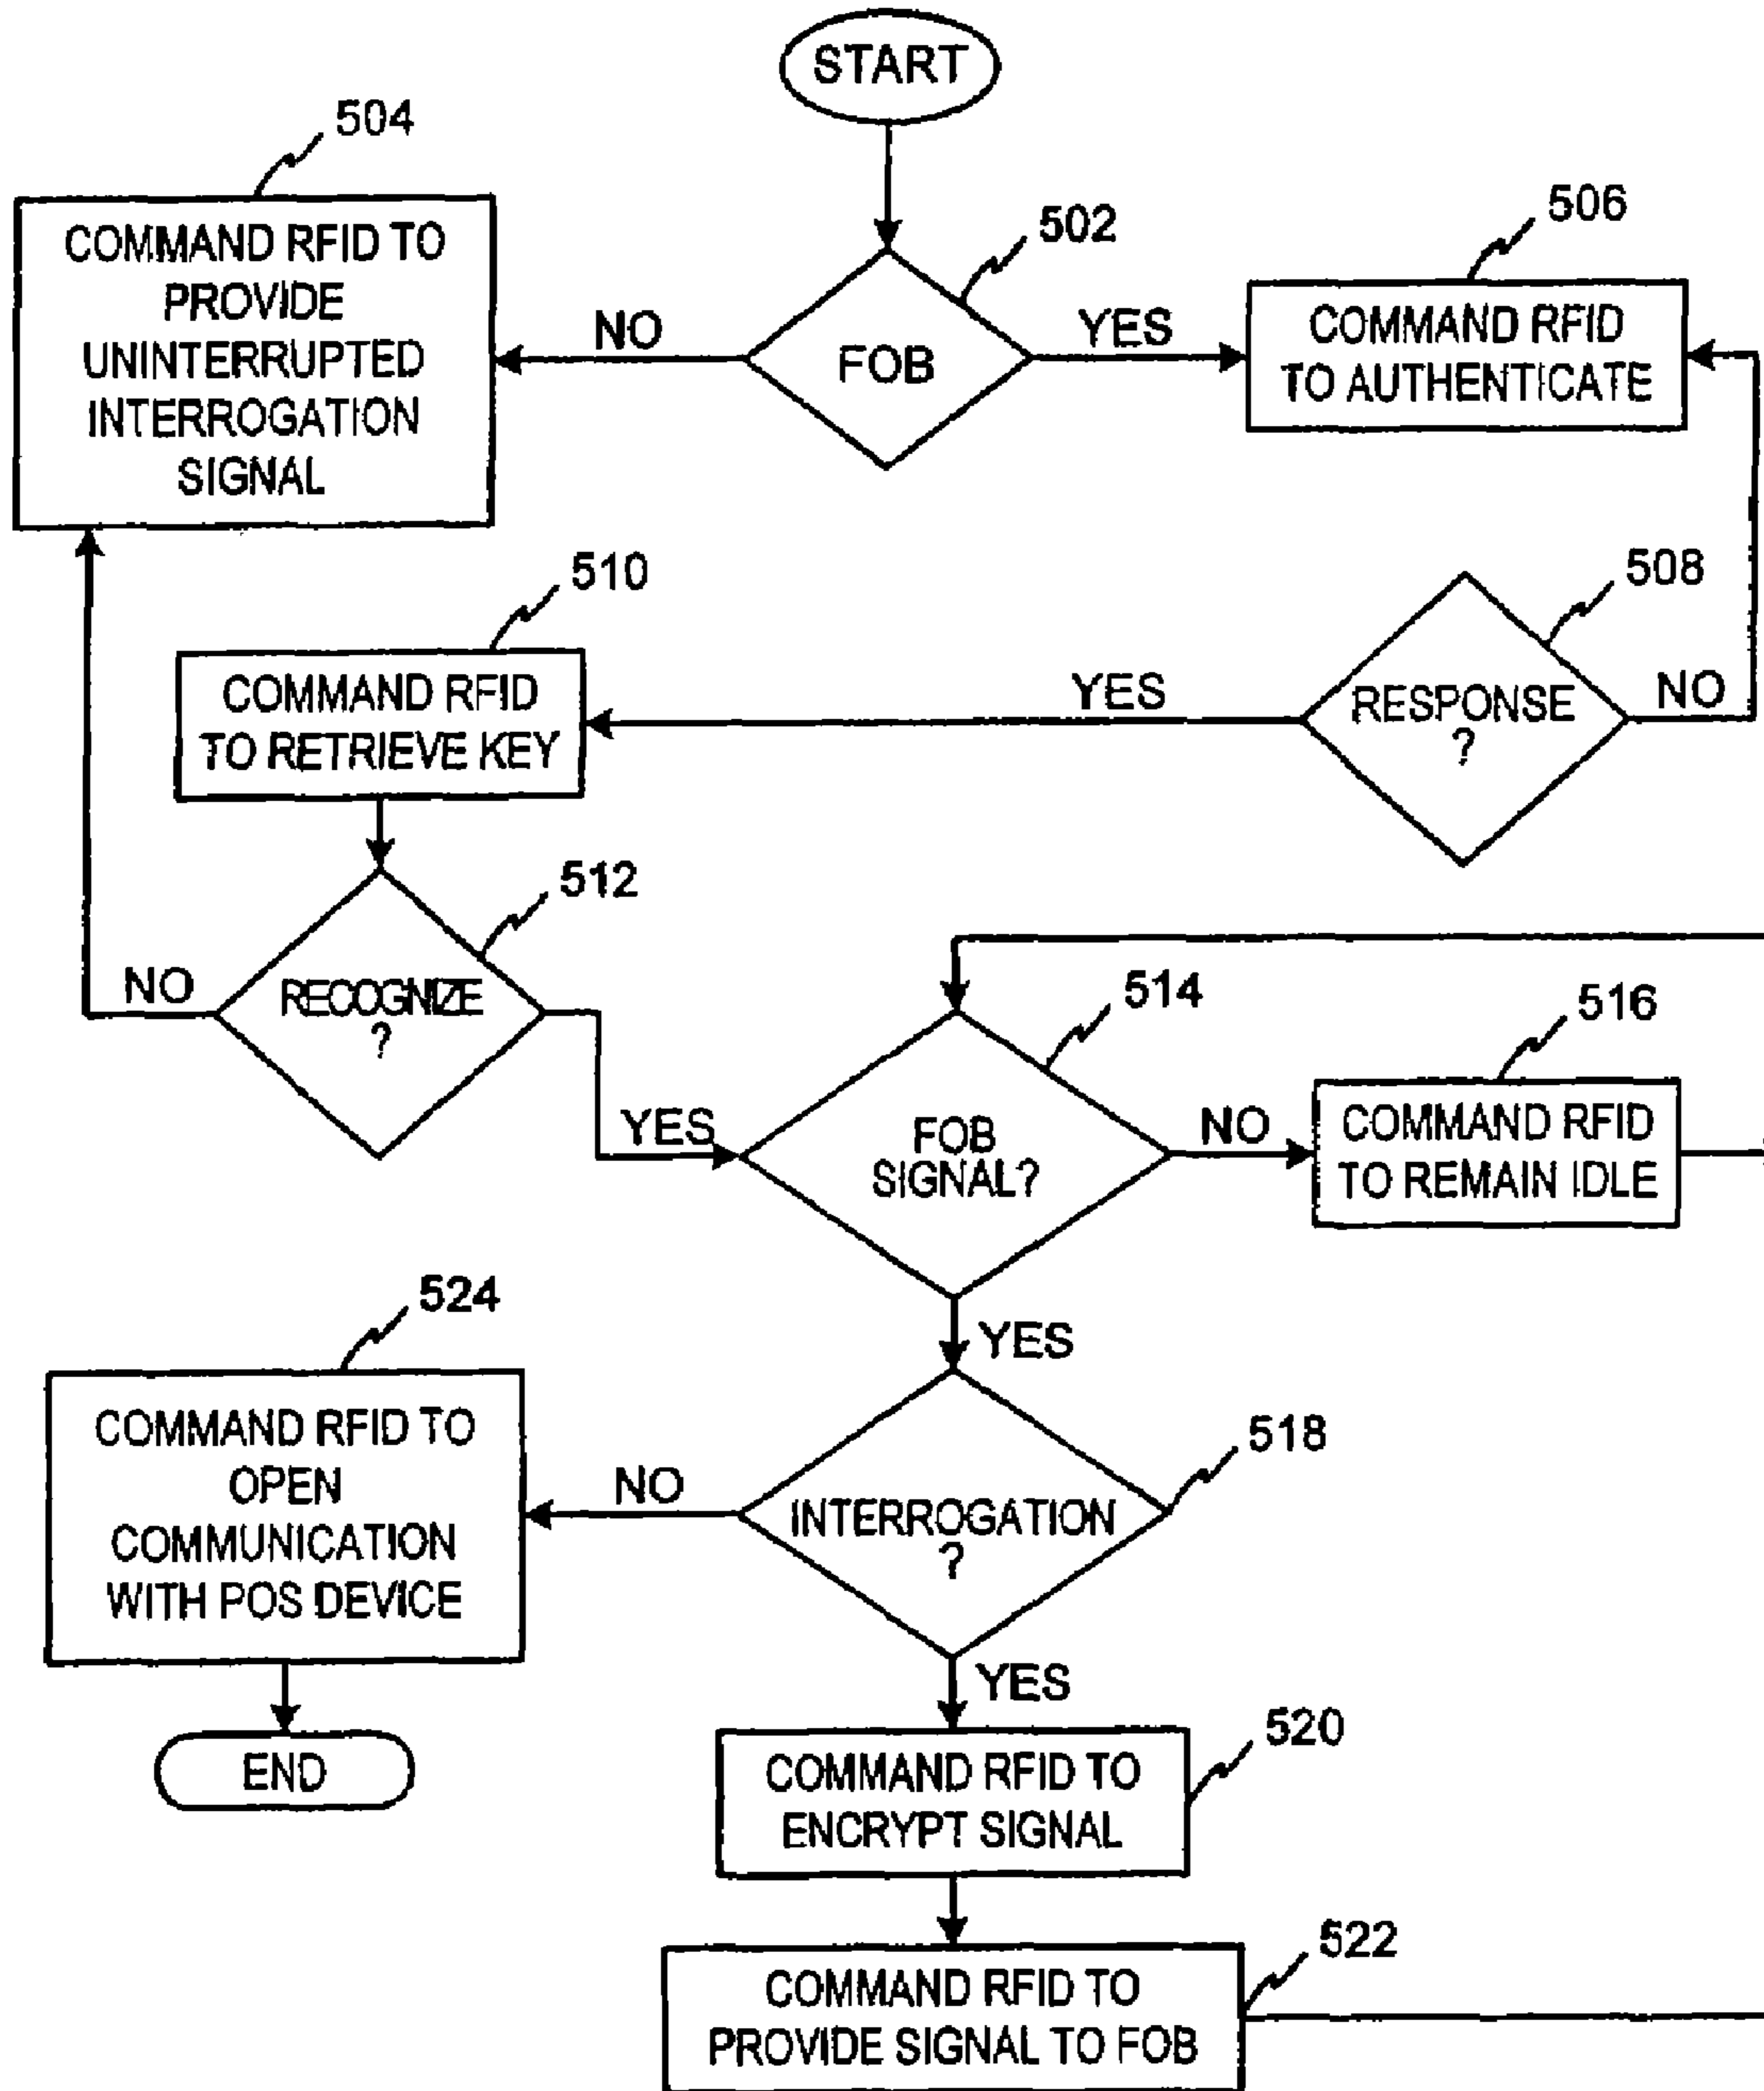 START
504
COMMAND RFID TO
PROVIDE
UNINTERRUPTED
INTERROGATION
SIGNAL
NO
502
FOB
YES
506
COMMAND RFID
TO AUTHENTICATE
510
COMMAND RFID
TO RETRIEVE KEY
YES
508
RESPONSE
?
NO
512
NO
RECOGNIZE
?
YES
514
FOB
SIGNAL?
NO
516
COMMAND RFID
TO REMAIN IDLE
YES
524
COMMAND RFID TO
OPEN
COMMUNICATION
WITH POS DEVICE
NO
518
INTERROGATION
?
YES
END
520
COMMAND RFID TO
ENCRYPT SIGNAL
522
COMMAND RFID TO
PROVIDE SIGNAL TO FOB